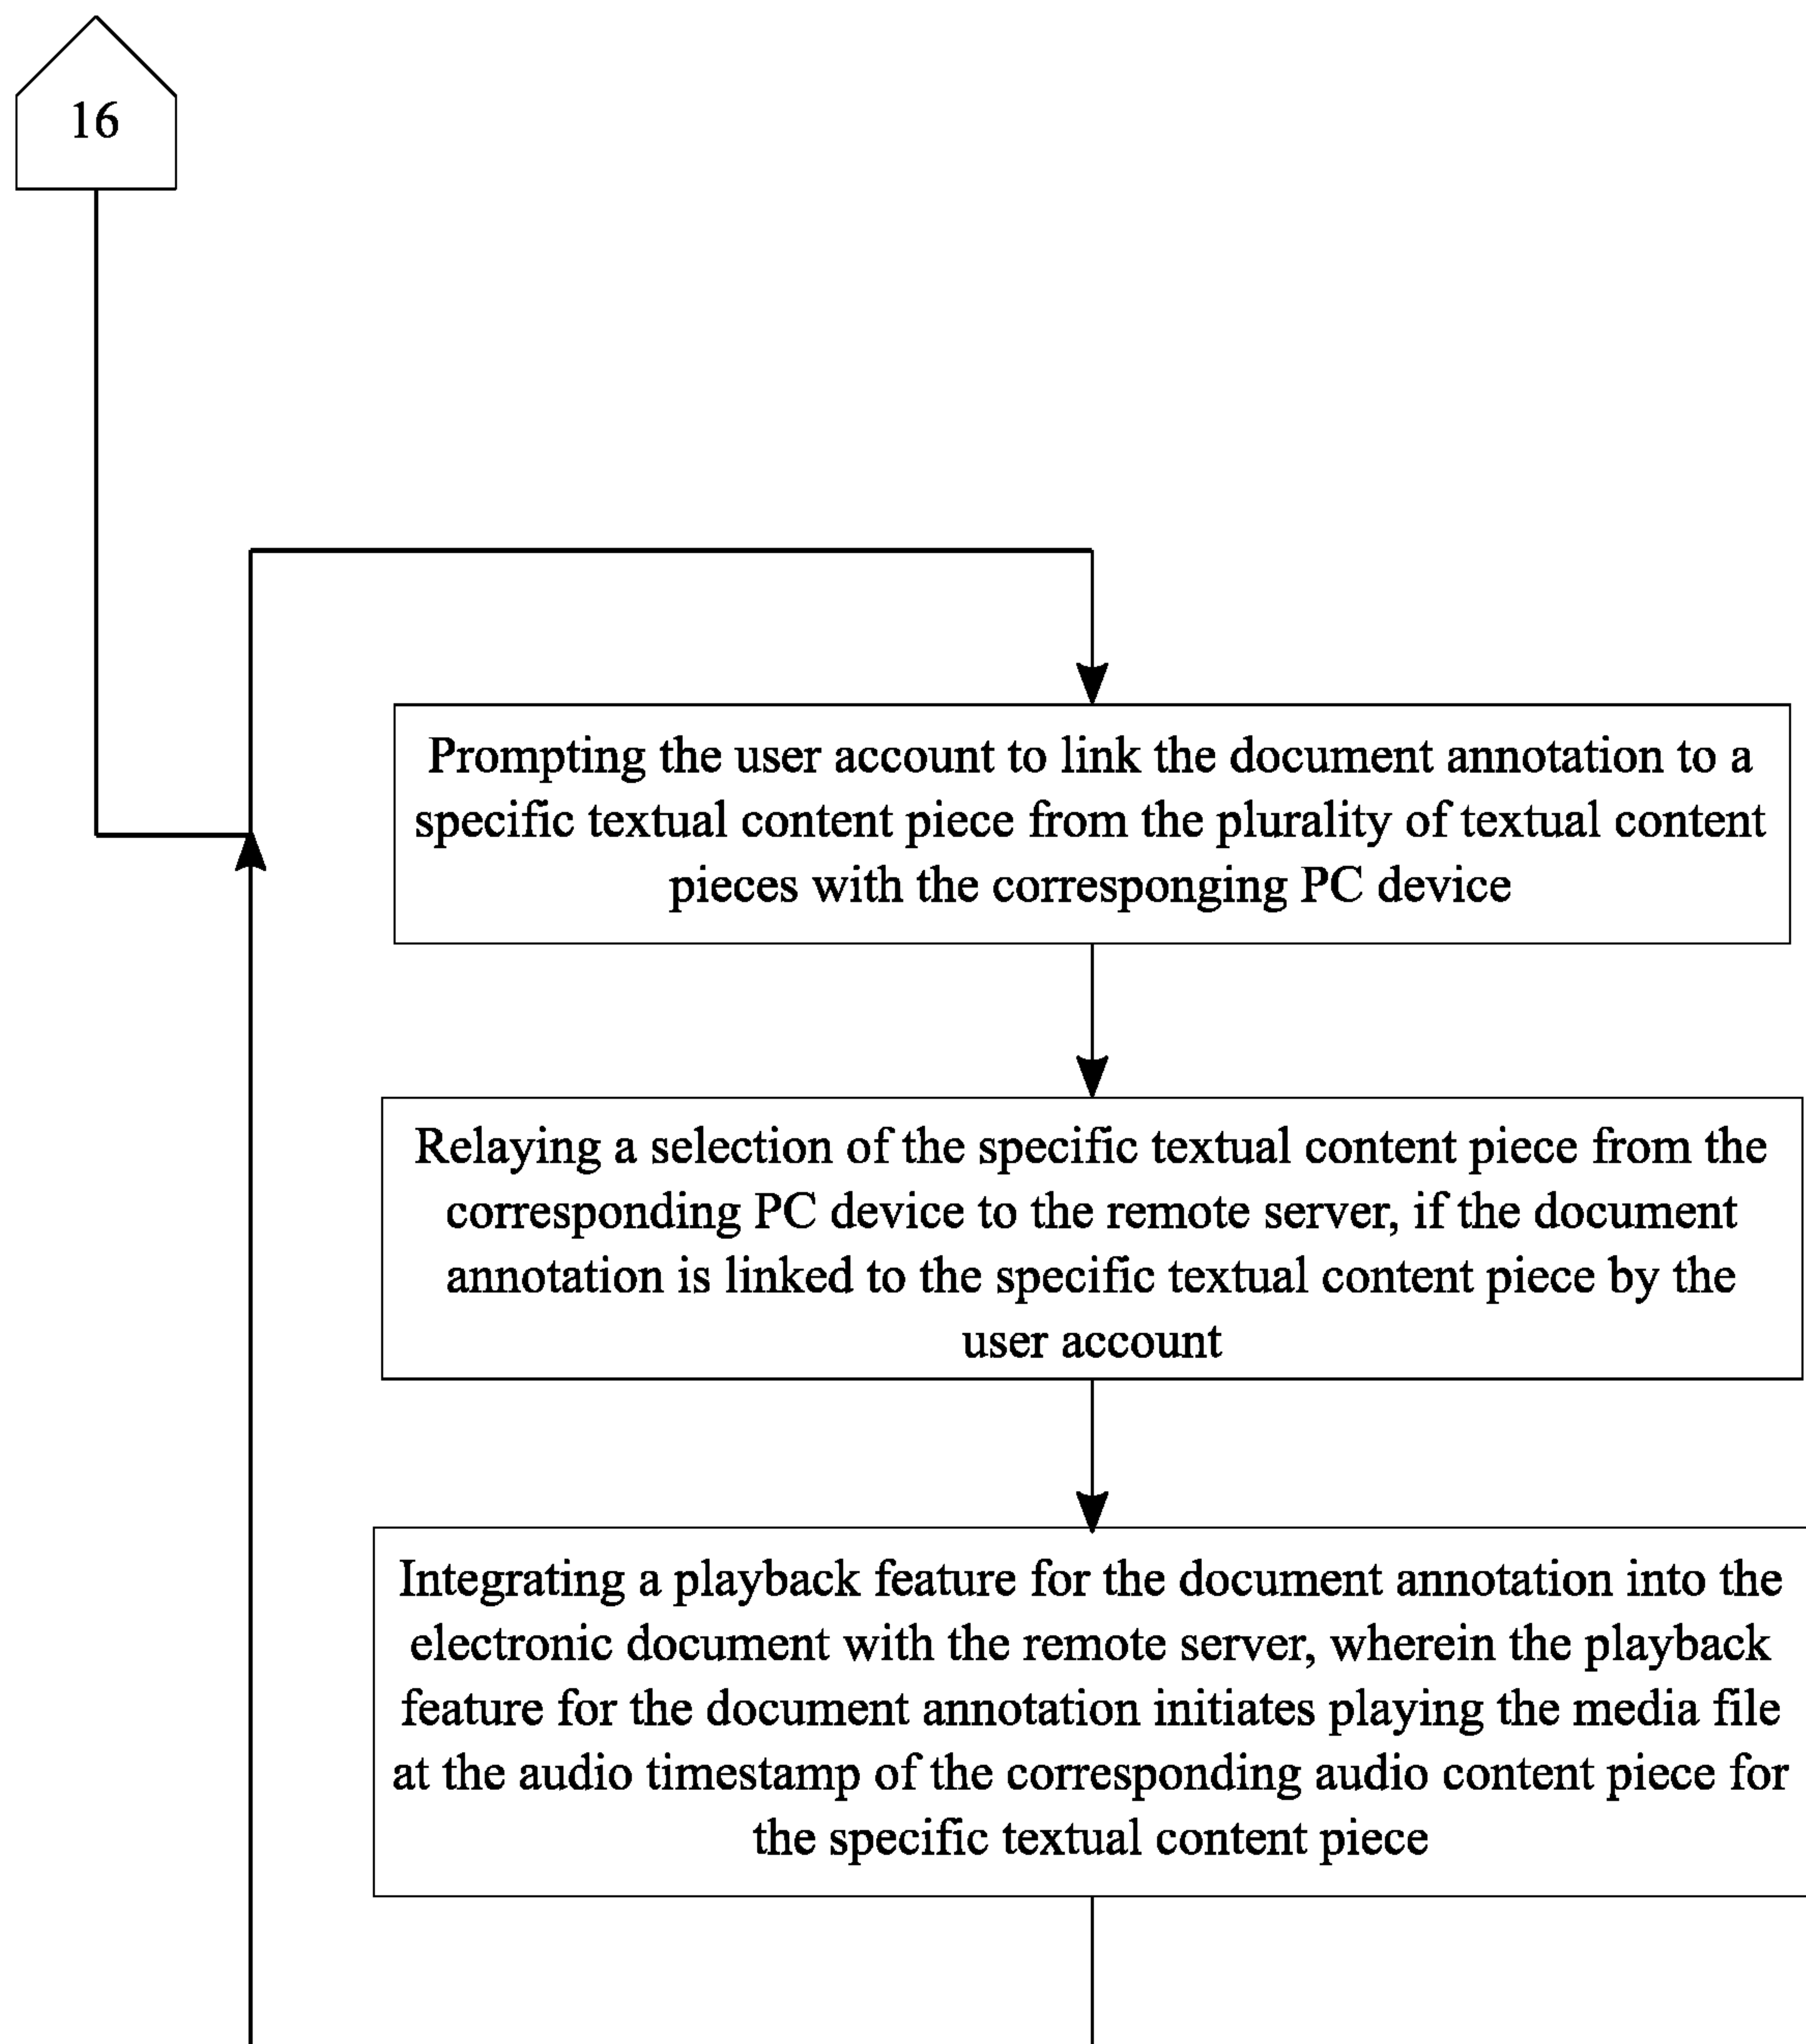 16
Prompting the user account to link the document annotation to a
specific textual content piece from the plurality of textual content
pieces with the corresponging PC device
Relaying a selection of the specific textual content piece from the
corresponding PC device to the remote server, if the document
annotation is linked to the specific textual content piece by the
user account
Integrating a playback feature for the document annotation into the
electronic document with the remote server, wherein the playback
feature for the document annotation initiates playing the media file
at the audio timestamp of the corresponding audio content piece for
the specific textual content piece